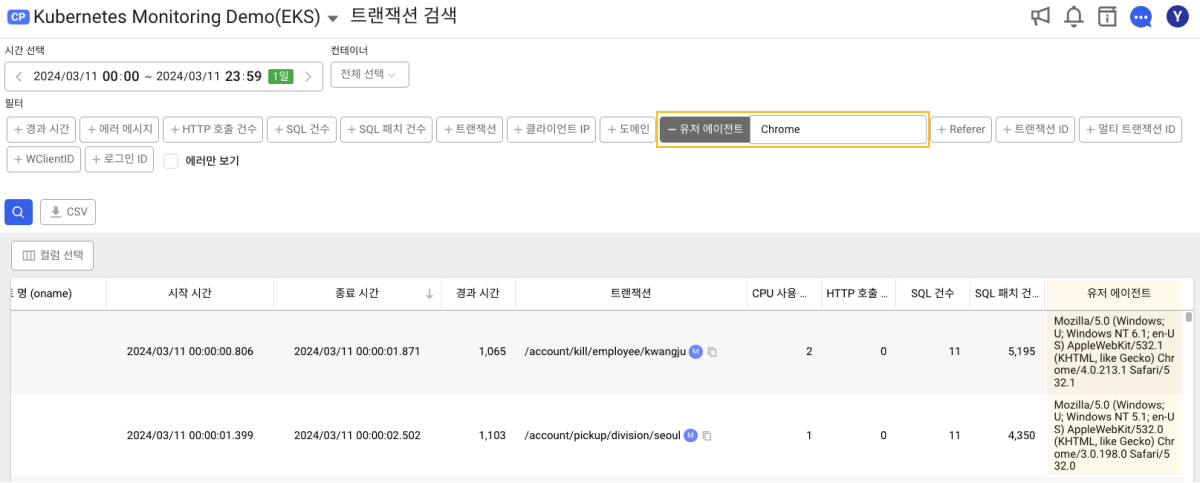 CP Kubernetes Monitoring Demo(EKS) 트랜잭션 검색 Y
시간 선택 컨테이너
2024/03/11 00:00 ~ 2024/03/11 23:59 1일 전체 선택
필터
+ 경과 시간 + 에러 메시지 + HTTP 호출 건수 + SQL 건수 + SQL 패치 건수 + 트랜잭션 + 클라이언트 IP + 도메인 − 유저 에이전트 Chrome + Referer + 트랜잭션 ID + 멀티 트랜잭션 ID
+ WClientID + 로그인 ID 에러만 보기
CSV
컬럼 선택
명 (oname) 시작 시간 종료 시간 경과 시간 트랜잭션 CPU 사용 ... HTTP 호출 ... SQL 건수 SQL 패치 건... 유저 에이전트
2024/03/11 00:00:00.806 2024/03/11 00:00:01.871 1,065 /account/kill/employee/kwangju M 2 0 11 5,195
Mozilla/5.0 (Windows;
U; Windows NT 6.1; en-U
S) AppleWebKit/532.1
(KHTML, like Gecko) Chr
ome/4.0.213.1 Safari/5
32.1
2024/03/11 00:00:01.399 2024/03/11 00:00:02.502 1,103 /account/pickup/division/seoul M 1 0 11 4,350
Mozilla/5.0 (Windows;
U; Windows NT 5.1; en-U
S) AppleWebKit/532.0
(KHTML, like Gecko) Chr
ome/3.0.198.0 Safari/5
32.0